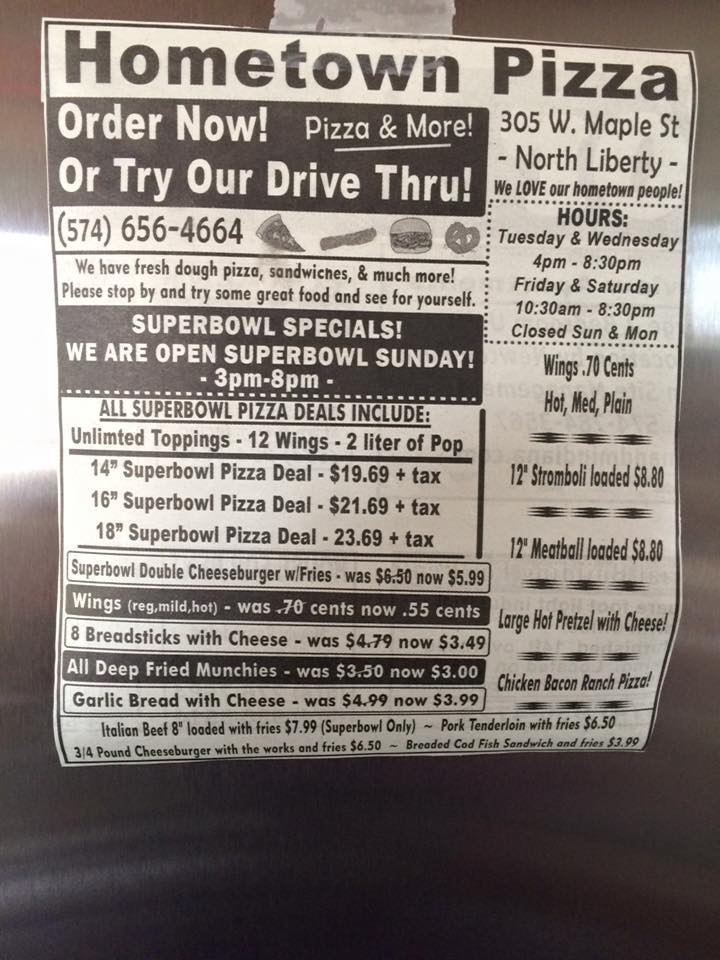 Hometown Pizza
Order Now! Pizza & More!
Or Try Our Drive Thru!
(574) 656-4664
We have fresh dough pizza, sandwiches, & much more!
Please stop by and try some great food and see for yourself.
SUPERBOWL SPECIALS!
WE ARE OPEN SUPERBOWL SUNDAY!
- 3pm-8pm -
ALL SUPERBOWL PIZZA DEALS INCLUDE:
Unlimted Toppings - 12 Wings - 2 liter of Pop
14” Superbowl Pizza Deal - $19.69 + tax
16” Superbowl Pizza Deal - $21.69 + tax
18” Superbowl Pizza Deal - 23.69 + tax
Superbowl Double Cheeseburger w/Fries - was $6.50 now $5.99
Wings (reg,mild,hot) - was .70 cents now .55 cents
8 Breadsticks with Cheese - was $4.79 now $3.49
All Deep Fried Munchies - was $3.50 now $3.00
Garlic Bread with Cheese - was $4.99 now $3.99
305 W. Maple St
- North Liberty -
We LOVE our hometown people!
HOURS:
Tuesday & Wednesday
4pm - 8:30pm
Friday & Saturday
10:30am - 8:30pm
Closed Sun & Mon
Wings .70 Cents
Hot, Med, Plain
12" Stromboli loaded $8.80
12" Meatball loaded $8.80
Large Hot Pretzel with Cheese!
Chicken Bacon Ranch Pizza!
Italian Beef 8" loaded with fries $7.99 (Superbowl Only) ~ Pork Tenderloin with fries $6.50
3/4 Pound Cheeseburger with the works and fries $6.50 ~ Breaded Cod Fish Sandwich and fries $3.99